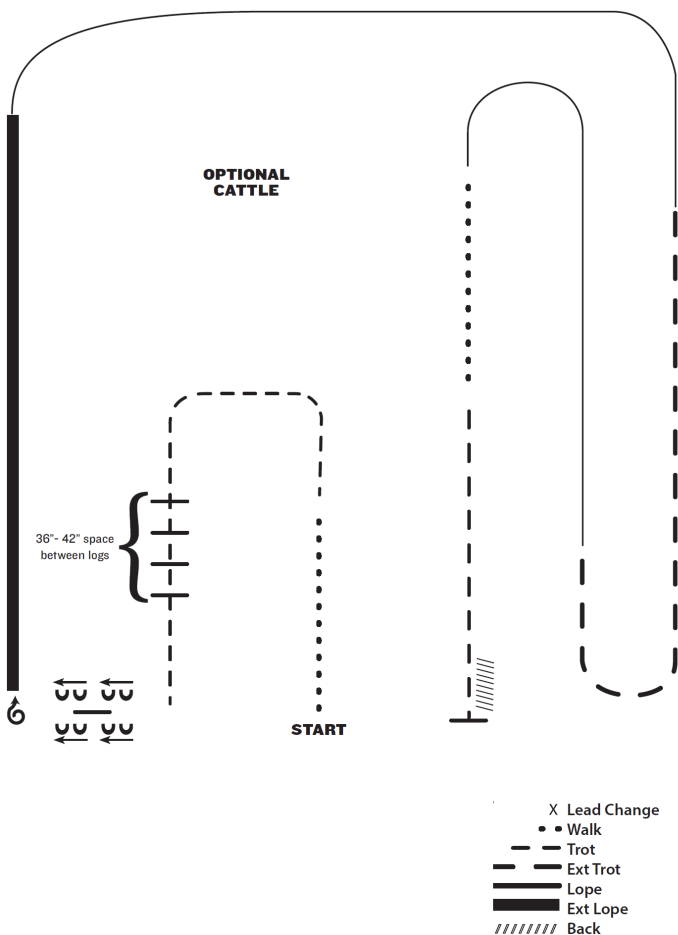 OPTIONAL
CATTLE
36"- 42" space
between logs
START
X Lead Change
Walk
Trot
Ext Trot
Lope
Ext Lope
Back